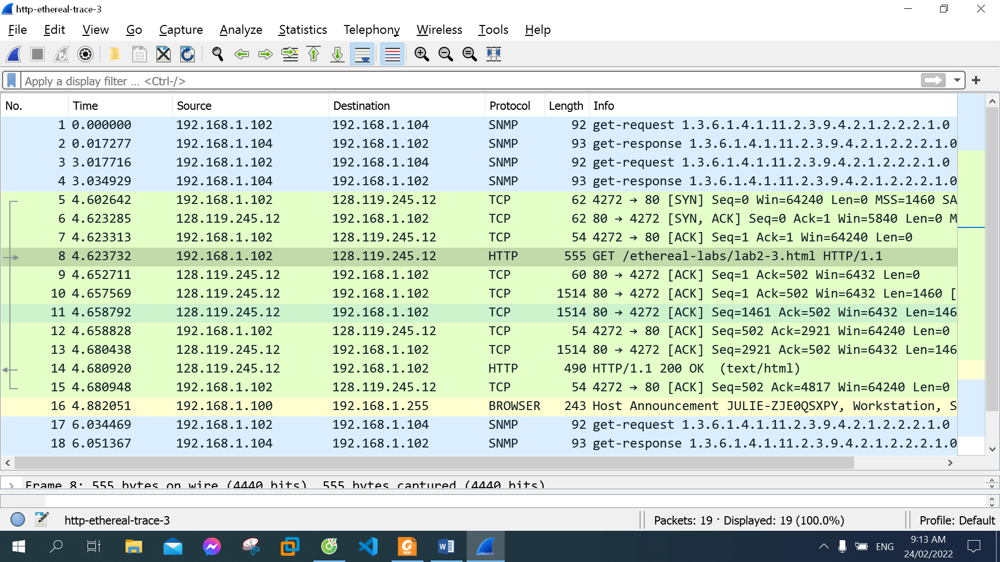 http-ethereal-trace-3
File Edit View Go Capture Analyze Statistics Telephony Wireless Tools Help
Apply a display filter ... <Ctrl-/>
No. Time Source Destination Protocol Length Info
1 0.000000 192.168.1.102 192.168.1.104 SNMP 92 get-request 1.3.6.1.4.1.11.2.3.9.4.2.1.2.2.2.1.0
2 0.017277 192.168.1.104 192.168.1.102 SNMP 93 get-response 1.3.6.1.4.1.11.2.3.9.4.2.1.2.2.2.1.0
3 3.017716 192.168.1.102 192.168.1.104 SNMP 92 get-request 1.3.6.1.4.1.11.2.3.9.4.2.1.2.2.2.1.0
4 3.034929 192.168.1.104 192.168.1.102 SNMP 93 get-response 1.3.6.1.4.1.11.2.3.9.4.2.1.2.2.2.1.0
5 4.602642 192.168.1.102 128.119.245.12 TCP 62 4272 → 80 [SYN] Seq=0 Win=64240 Len=0 MSS=1460 SA
6 4.623285 128.119.245.12 192.168.1.102 TCP 62 80 → 4272 [SYN, ACK] Seq=0 Ack=1 Win=5840 Len=0 M
7 4.623313 192.168.1.102 128.119.245.12 TCP 54 4272 → 80 [ACK] Seq=1 Ack=1 Win=64240 Len=0
8 4.623732 192.168.1.102 128.119.245.12 HTTP 555 GET /ethereal-labs/lab2-3.html HTTP/1.1
9 4.652711 128.119.245.12 192.168.1.102 TCP 60 80 → 4272 [ACK] Seq=1 Ack=502 Win=6432 Len=0
10 4.657569 128.119.245.12 192.168.1.102 TCP 1514 80 → 4272 [ACK] Seq=1 Ack=502 Win=6432 Len=1460 [
11 4.658792 128.119.245.12 192.168.1.102 TCP 1514 80 → 4272 [ACK] Seq=1461 Ack=502 Win=6432 Len=146
12 4.658828 192.168.1.102 128.119.245.12 TCP 54 4272 → 80 [ACK] Seq=502 Ack=2921 Win=64240 Len=0
13 4.680438 128.119.245.12 192.168.1.102 TCP 1514 80 → 4272 [ACK] Seq=2921 Ack=502 Win=6432 Len=146
14 4.680920 128.119.245.12 192.168.1.102 HTTP 490 HTTP/1.1 200 OK (text/html)
15 4.680948 192.168.1.102 128.119.245.12 TCP 54 4272 → 80 [ACK] Seq=502 Ack=4817 Win=64240 Len=0
16 4.882051 192.168.1.100 192.168.1.255 BROWSER 243 Host Announcement JULIE-ZJE0QSXPY, Workstation, S
17 6.034469 192.168.1.102 192.168.1.104 SNMP 92 get-request 1.3.6.1.4.1.11.2.3.9.4.2.1.2.2.2.1.0
18 6.051367 192.168.1.104 192.168.1.102 SNMP 93 get-response 1.3.6.1.4.1.11.2.3.9.4.2.1.2.2.2.1.0
Frame 8: 555 bytes on wire (4440 bits), 555 bytes captured (4440 bits)
http-ethereal-trace-3 Packets: 19 · Displayed: 19 (100.0%) Profile: Default
PDF
ENG
9:13 AM
24/02/2022